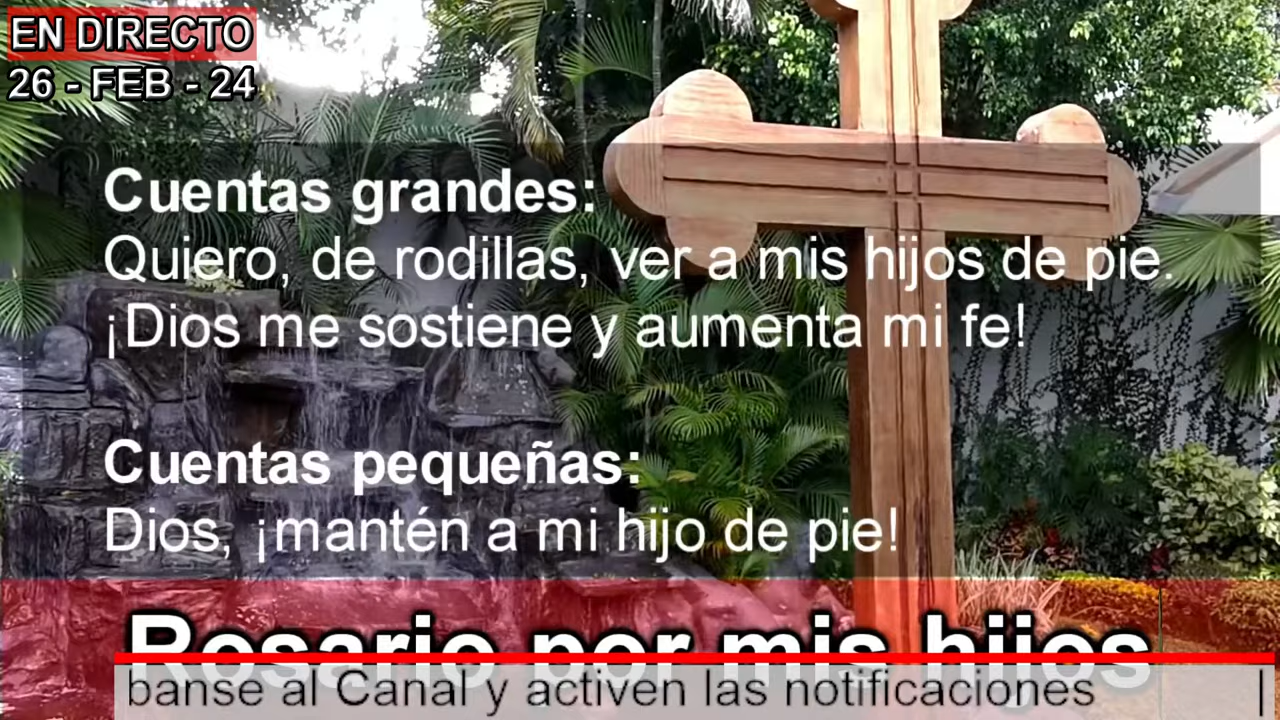 EN DIRECTO
26 - FEB - 24
Cuentas grandes:
Quiero, de rodillas, ver a mis hijos de pie.
¡Dios me sostiene y aumenta mi fe!
Cuentas pequeñas:
Dios, ¡mantén a mi hijo de pie!
Rosario por mis hijos
banse al Canal y activen las notificaciones |